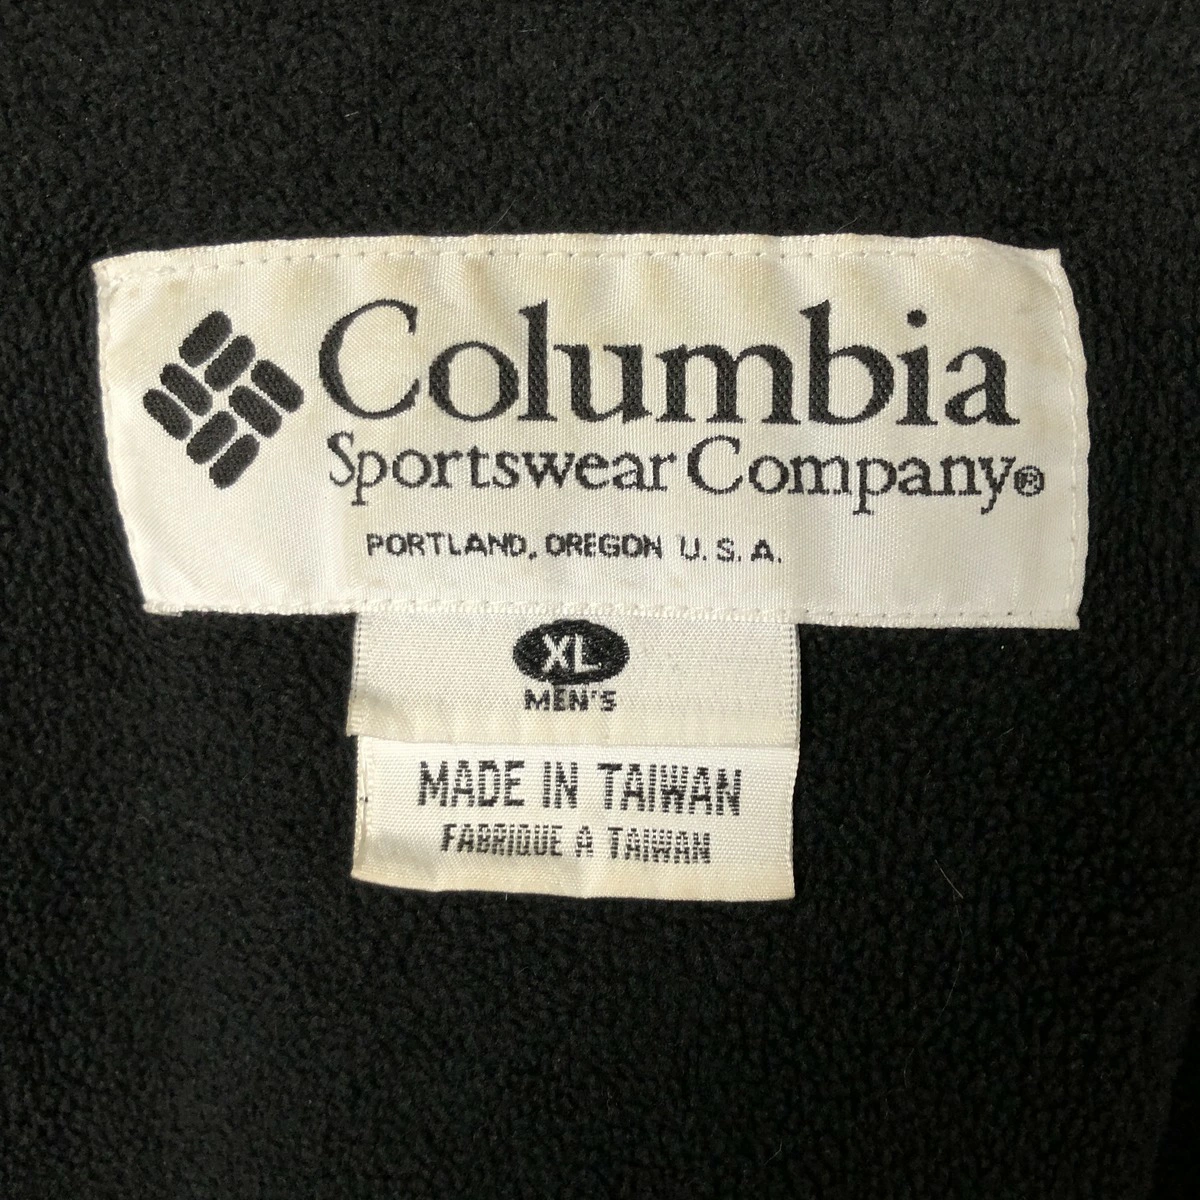 Columbia
Sportswear Company®
PORTLAND, OREGON U.S.A.
XL
MEN'S
MADE IN TAIWAN
FABRIQUE A TAIWAN